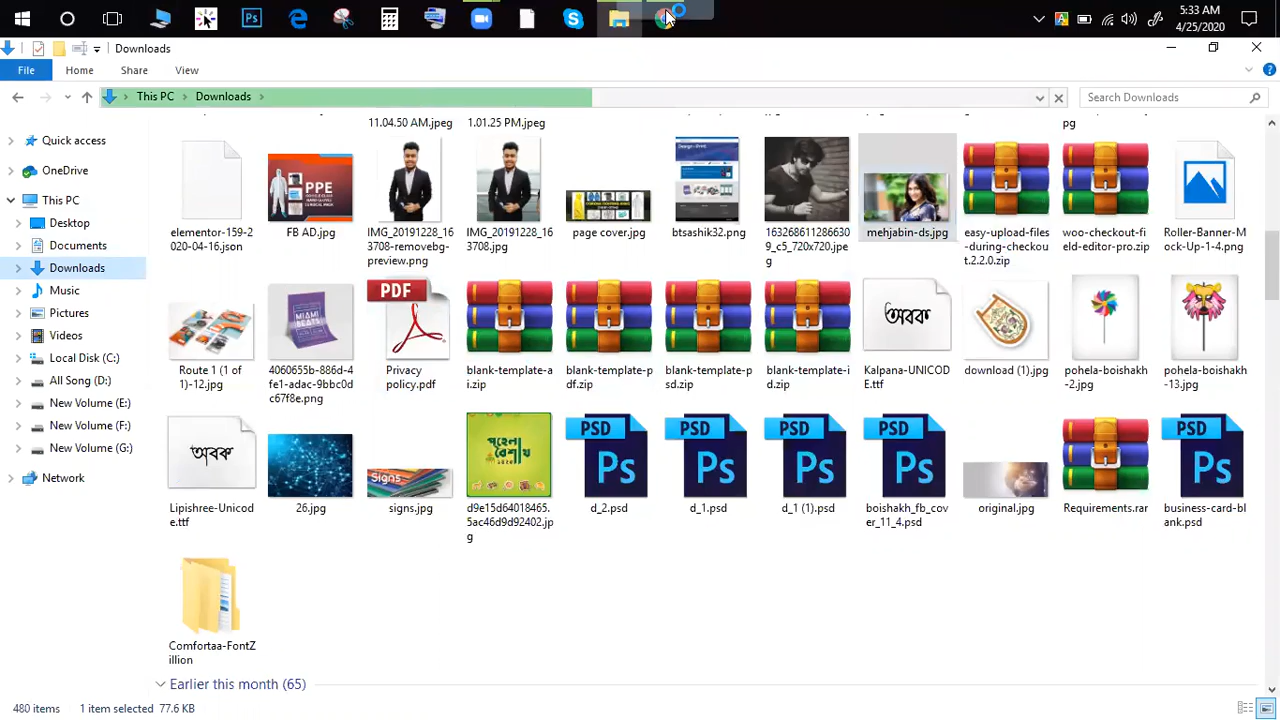 5:33 AM
4/25/2020
Downloads
File
Home
Share
View
This PC
Downloads
Search Downloads
11.04.50 AM.jpeg
1.01.25 PM.jpeg
pg
Quick access
OneDrive
This PC
Desktop
Documents
Downloads
Music
Pictures
Videos
Local Disk (C:)
All Song (D:)
New Volume (E:)
New Volume (F:)
New Volume (G:)
Network
PPE
elementor-159-2
020-04-16.json
FB AD.jpg
IMG_20191228_16
3708-removebg-
preview.png
IMG_20191228_16
3708.jpg
page cover.jpg
btsashik32.png
163268611286630
9_c5_720x720.jpe
g
mehjabin-ds.jpg
easy-upload-files
-during-checkou
t.2.2.0.zip
woo-checkout-fi
eld-editor-pro.zip
Roller-Banner-M
ock-Up-1-4.png
MIAMI
BEATS
PDF
অবক
Route 1 (1 of
1)-12.jpg
4060655b-886d-4
fe1-adac-9bbc0d
c67f8e.png
Privacy
policy.pdf
blank-template-a
i.zip
blank-template-p
df.zip
blank-template-p
sd.zip
blank-template-i
d.zip
Kalpana-UNICOD
E.ttf
download (1).jpg
pohela-boishakh
-2.jpg
pohela-boishakh
-13.jpg
অবক
Signs
PSD
Ps
PSD
Ps
PSD
Ps
PSD
Ps
PSD
Ps
Lipishree-Unicod
e.ttf
26.jpg
signs.jpg
d9e15d64018465.
5ac46d9d92402.jp
g
d_2.psd
d_1.psd
d_1 (1).psd
boishakh_fb_cov
er_11_4.psd
original.jpg
Requirements.rar
business-card-bl
ank.psd
Comfortaa-FontZ
illion
Earlier this month (65)
480 items
1 item selected 77.6 KB